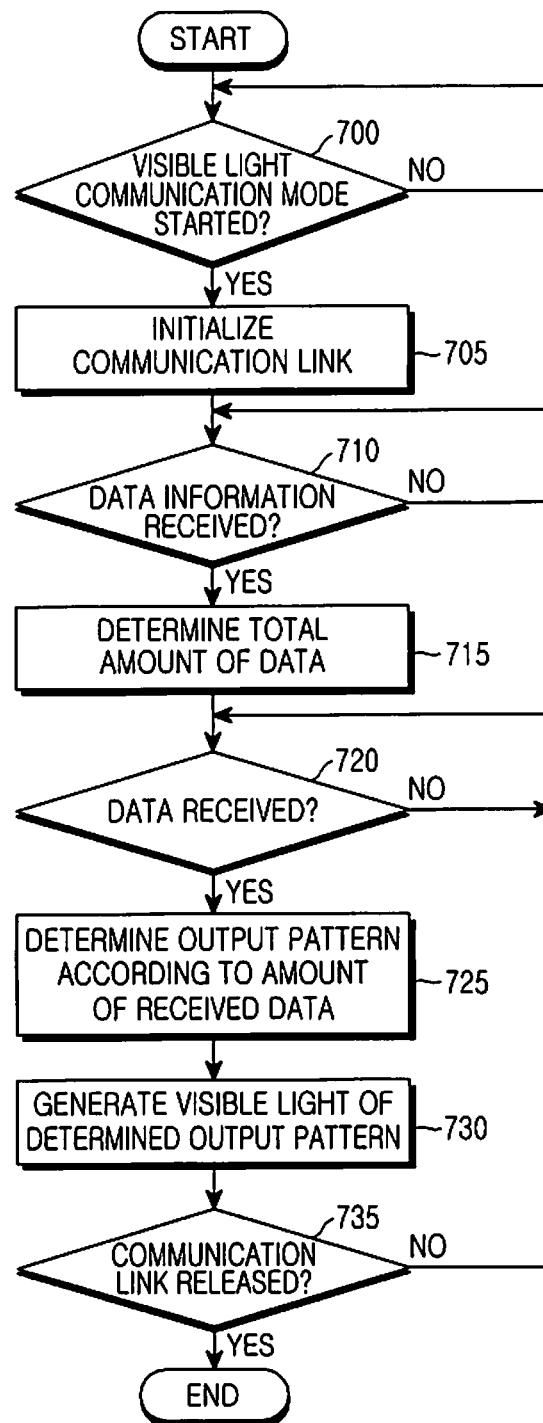 START
700
VISIBLE LIGHT
COMMUNICATION MODE
STARTED?
NO
YES
INITIALIZE
COMMUNICATION LINK
705
710
DATA INFORMATION
RECEIVED?
NO
YES
DETERMINE TOTAL
AMOUNT OF DATA
715
720
DATA RECEIVED?
NO
YES
DETERMINE OUTPUT PATTERN
ACCORDING TO AMOUNT
OF RECEIVED DATA
725
GENERATE VISIBLE LIGHT OF
DETERMINED OUTPUT PATTERN
730
735
COMMUNICATION
LINK RELEASED?
NO
YES
END